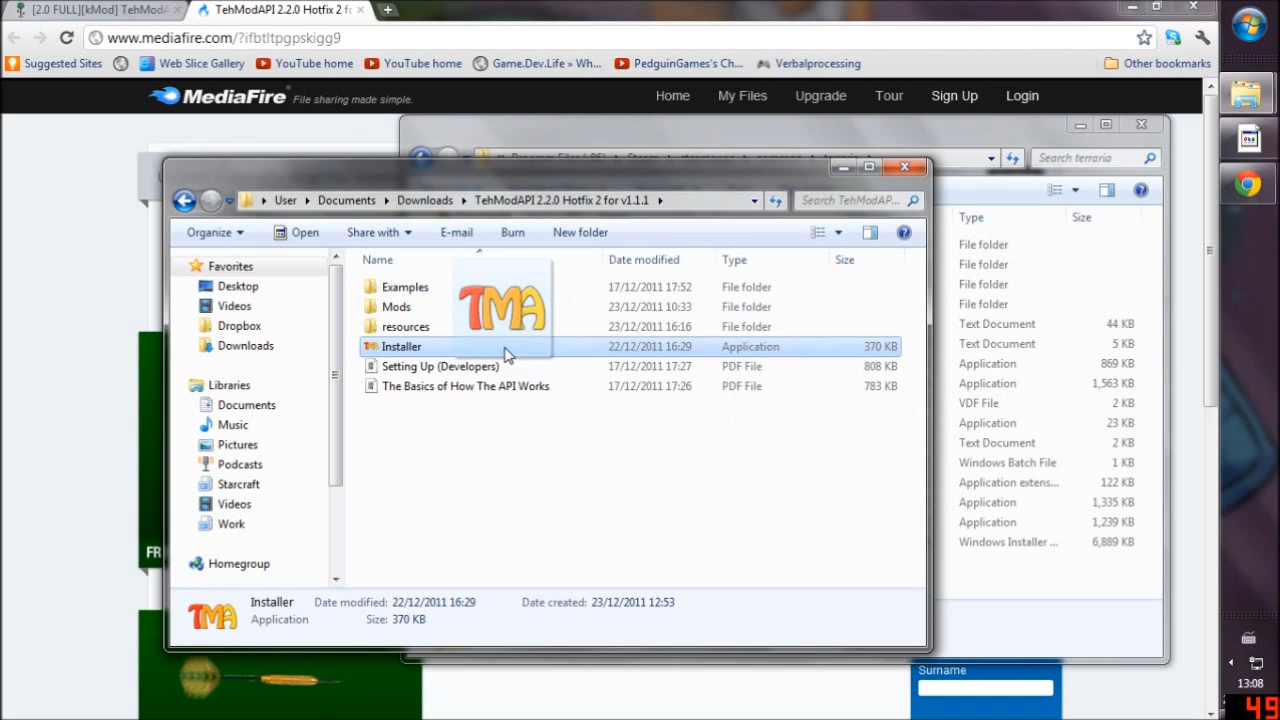 [2.0 FULL][kMod] TehModA
TehModAPI 2.2.0 Hotfix 2 for
www.mediafire.com/?ifbtltpgpskigg9
Suggested Sites
Web Slice Gallery
YouTube home
YouTube home
Game.Dev.Life » Wh...
PedguinGames's Ch...
Verbalprocessing
Other bookmarks
MediaFire File sharing made simple.
Home
My Files
Upgrade
Tour
Sign Up
Login
Search terraria
User
Documents
Downloads
TehModAPI 2.2.0 Hotfix 2 for v1.1.1
Search TehModAP...
Organize
Open
Share with
E-mail
Burn
New folder
Name
Date modified
Type
Size
Examples 17/12/2011 17:52 File folder
Mods 23/12/2011 10:33 File folder
resources 23/12/2011 16:16 File folder
Installer 22/12/2011 16:29 Application 370 KB
Setting Up (Developers) 17/12/2011 17:27 PDF File 808 KB
The Basics of How The API Works 17/12/2011 17:26 PDF File 783 KB
TMA
Favorites
Desktop
Videos
Dropbox
Downloads
Libraries
Documents
Music
Pictures
Podcasts
Starcraft
Videos
Work
Homegroup
TMA
Installer Date modified: 22/12/2011 16:29 Date created: 23/12/2011 12:53
Application Size: 370 KB
Type Size
File folder
File folder
File folder
File folder
Text Document 44 KB
Text Document 5 KB
Application 869 KB
Application 1,563 KB
VDF File 2 KB
Application 23 KB
Text Document 2 KB
Windows Batch File 1 KB
Application extens... 122 KB
Application 1,335 KB
Application 1,239 KB
Windows Installer ... 6,889 KB
FR
Surname
13:08
49